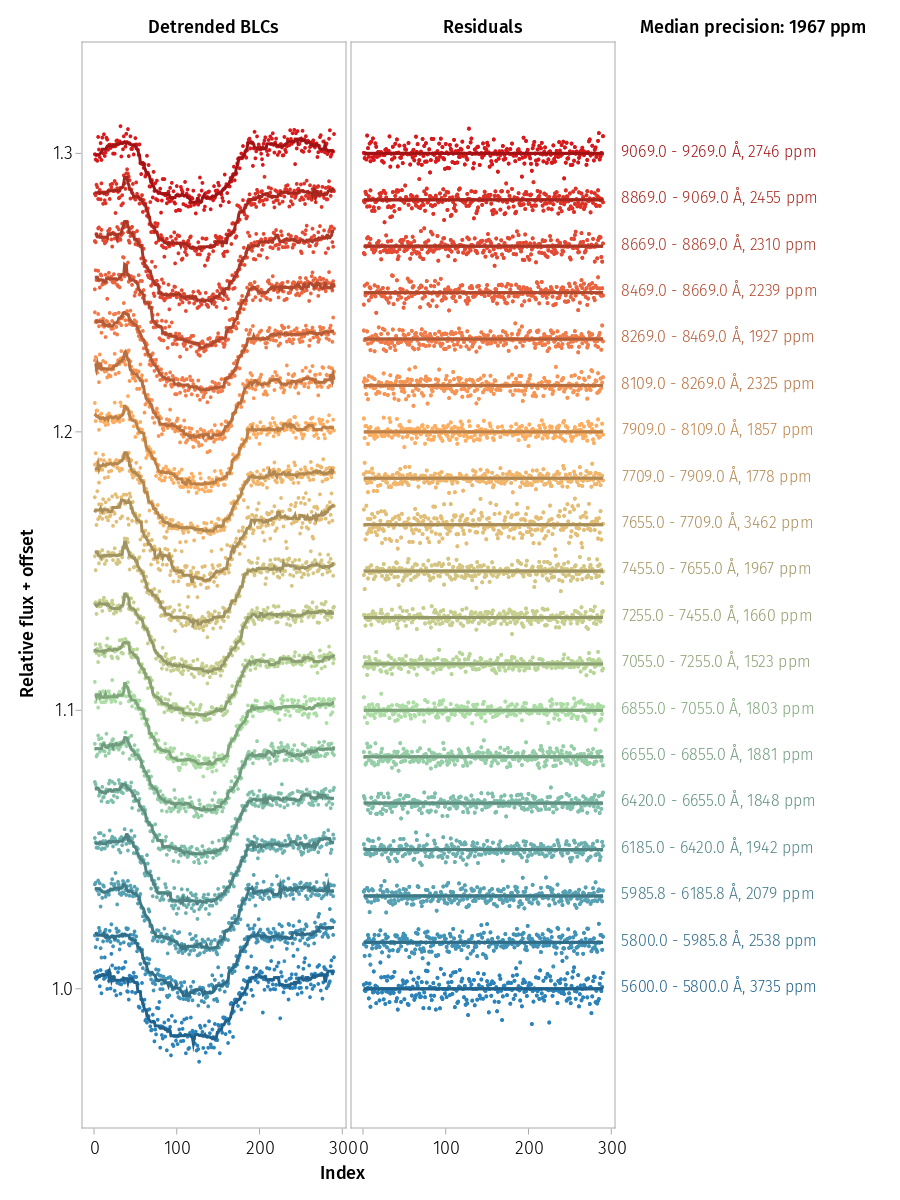 Detrended BLCs
Residuals
Median precision: 1967 ppm
Relative flux + offset
1.3
1.2
1.1
1.0
9069.0 - 9269.0 Å, 2746 ppm
8869.0 - 9069.0 Å, 2455 ppm
8669.0 - 8869.0 Å, 2310 ppm
8469.0 - 8669.0 Å, 2239 ppm
8269.0 - 8469.0 Å, 1927 ppm
8109.0 - 8269.0 Å, 2325 ppm
7909.0 - 8109.0 Å, 1857 ppm
7709.0 - 7909.0 Å, 1778 ppm
7655.0 - 7709.0 Å, 3462 ppm
7455.0 - 7655.0 Å, 1967 ppm
7255.0 - 7455.0 Å, 1660 ppm
7055.0 - 7255.0 Å, 1523 ppm
6855.0 - 7055.0 Å, 1803 ppm
6655.0 - 6855.0 Å, 1881 ppm
6420.0 - 6655.0 Å, 1848 ppm
6185.0 - 6420.0 Å, 1942 ppm
5985.8 - 6185.8 Å, 2079 ppm
5800.0 - 5985.8 Å, 2538 ppm
5600.0 - 5800.0 Å, 3735 ppm
0 100 200 300
0 100 200 300
Index